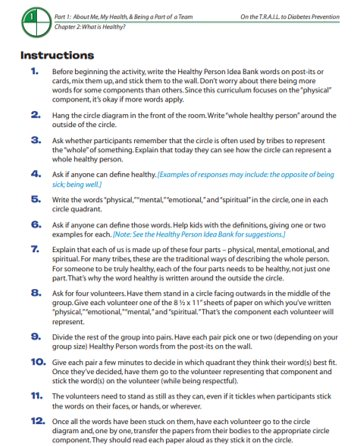 Part 1: About Me, My Health, & Being a Part of a Team On the T.R.A.I.L. to Diabetes Prevention
Chapter 2: What is Healthy?
Instructions
1. Before beginning the activity, write the Healthy Person Idea Bank words on post-its or
cards, mix them up, and stick them to the wall. Don't worry about there being more
words for some components than others. Since this curriculum focuses on the "physical"
component, it's okay if more words apply.
2. Hang the circle diagram in the front of the room. Write "whole healthy person" around the
outside of the circle.
3. Ask whether participants remember that the circle is often used by tribes to represent
the "whole" of something. Explain that today they can see how the circle can represent a
whole healthy person.
4. Ask if anyone can define healthy. [Examples of responses may include: the opposite of being
sick; being well.]
5. Write the words "physical," "mental," "emotional," and "spiritual" in the circle, one in each
circle quadrant.
6. Ask if anyone can define those words. Help kids with the definitions, giving one or two
examples for each. [Note: See the Healthy Person Idea Bank for suggestions.]
7. Explain that each of us is made up of these four parts – physical, mental, emotional, and
spiritual. For many tribes, these are the traditional ways of describing the whole person.
For someone to be truly healthy, each of the four parts needs to be healthy, not just one
part. That's why the word healthy is written around the outside the circle.
8. Ask for four volunteers. Have them stand in a circle facing outwards in the middle of the
group. Give each volunteer one of the 8 ½ x 11" sheets of paper on which you've written
"physical," "emotional," "mental," and "spiritual." That's the component each volunteer will
represent.
9. Divide the rest of the group into pairs. Have each pair pick one or two (depending on your
group size) Healthy Person words from the post-its on the wall.
10. Give each pair a few minutes to decide in which quadrant they think their word(s) best fit.
Once they've decided, have them go to the volunteer representing that component and
stick the word(s) on the volunteer (while being respectful).
11. The volunteers need to stand as still as they can, even if it tickles when participants stick
the words on their faces, or hands, or wherever.
12. Once all the words have been stuck on them, have each volunteer go to the circle
diagram and, one by one, transfer the papers from their bodies to the appropriate circle
component. They should read each paper aloud as they stick it on the circle.